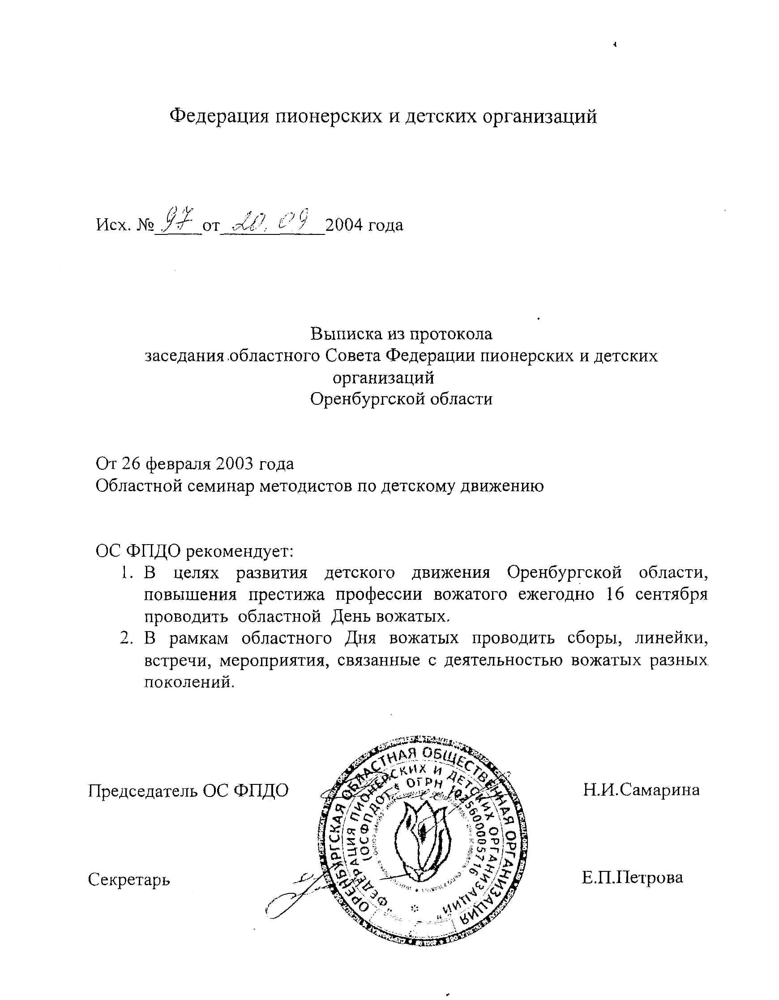 Федерация пионерских и детских организаций
Исх. № 97 от 20.09 2004 года
Выписка из протокола
заседания областного Совета Федерации пионерских и детских
организаций
Оренбургской области
От 26 февраля 2003 года
Областной семинар методистов по детскому движению
ОС ФПДО рекомендует:
1. В целях развития детского движения Оренбургской области,
повышения престижа профессии вожатого ежегодно 16 сентября
проводить областной День вожатых.
2. В рамкам областного Дня вожатых проводить сборы, линейки,
встречи, мероприятия, связанные с деятельностью вожатых разных
поколений.
Председатель ОС ФПДО Н.И.Самарина
Секретарь Е.П.Петрова
ОРЕНБУРГСКАЯ ОБЛАСТНАЯ ОБЩЕСТВЕННАЯ ОРГАНИЗАЦИЯ
"ФЕДЕРАЦИЯ ПИОНЕРСКИХ И ДЕТСКИХ ОРГАНИЗАЦИЙ"
(ОСФПДО) * ОГРН 1025600005716